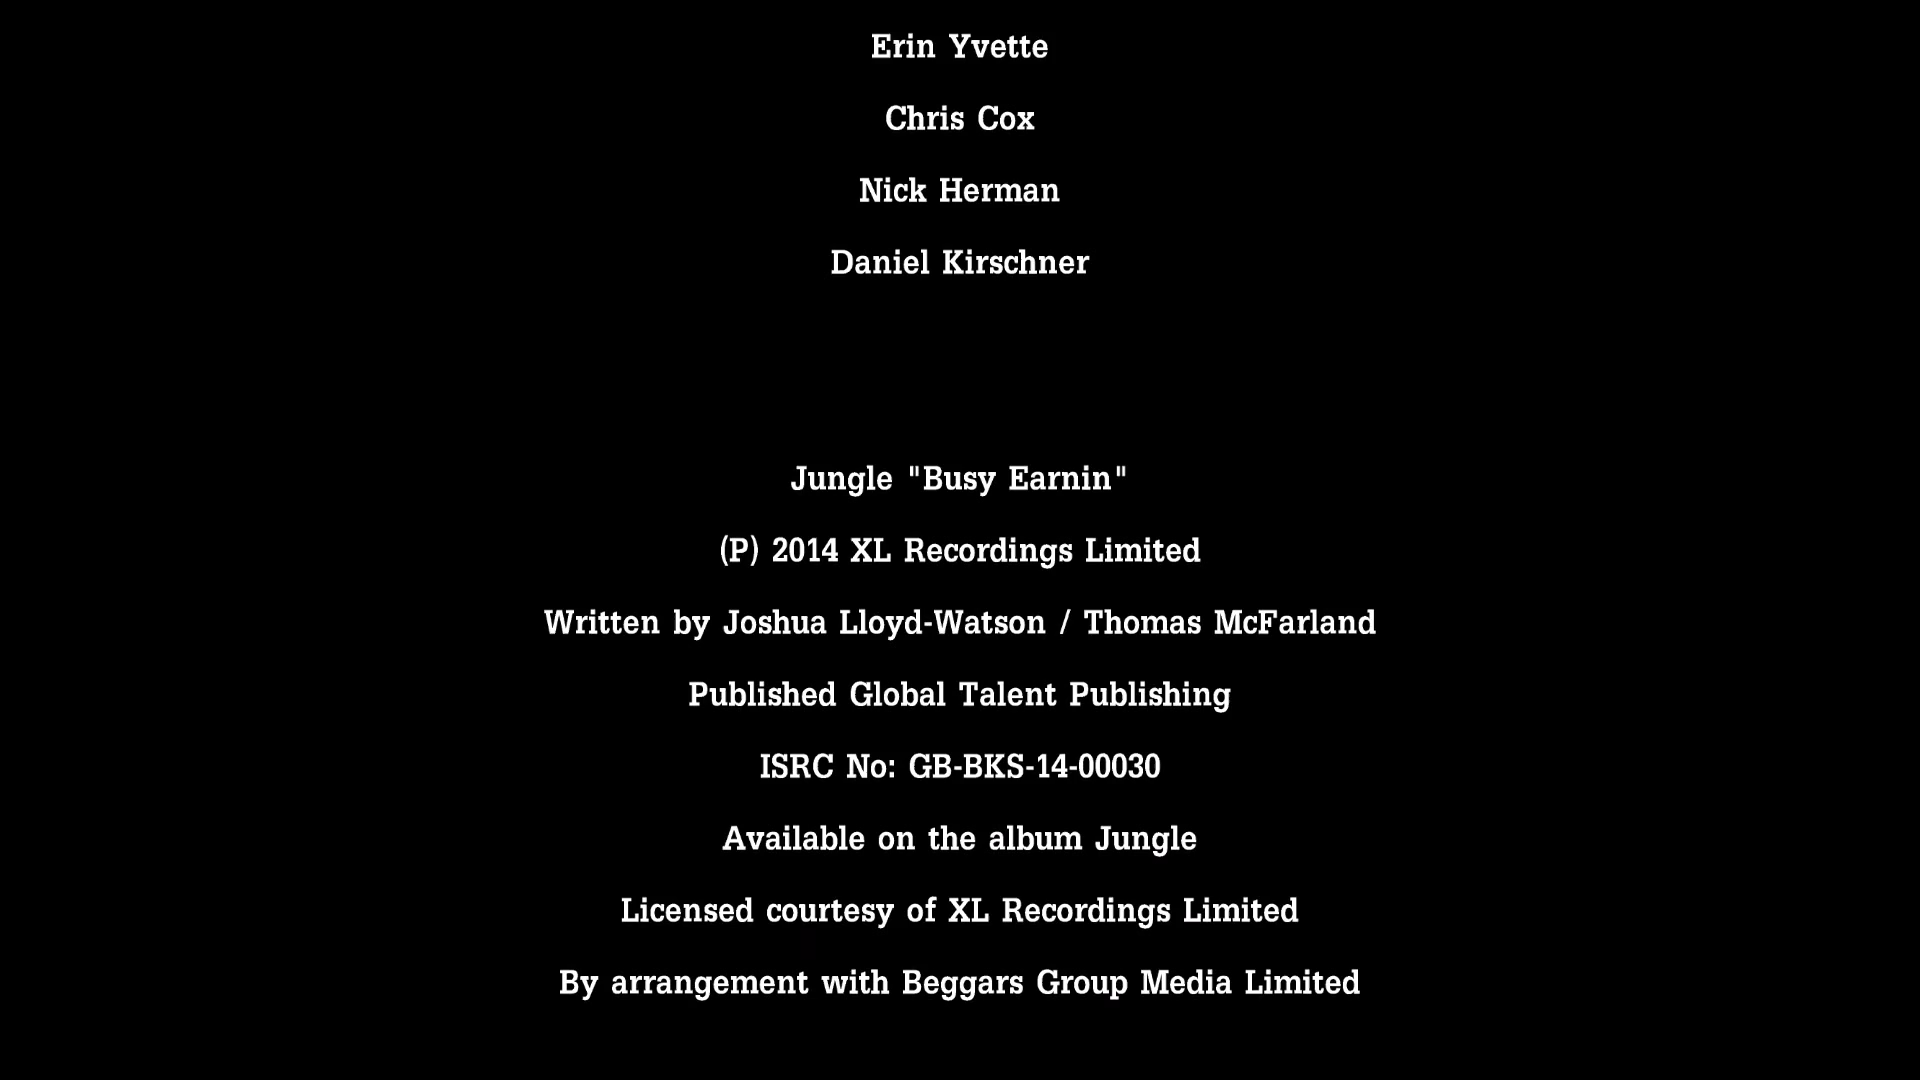 Erin Yvette
Chris Cox
Nick Herman
Daniel Kirschner
Jungle "Busy Earnin"
(P) 2014 XL Recordings Limited
Written by Joshua Lloyd-Watson / Thomas McFarland
Published Global Talent Publishing
ISRC No: GB-BKS-14-00030
Available on the album Jungle
Licensed courtesy of XL Recordings Limited
By arrangement with Beggars Group Media Limited